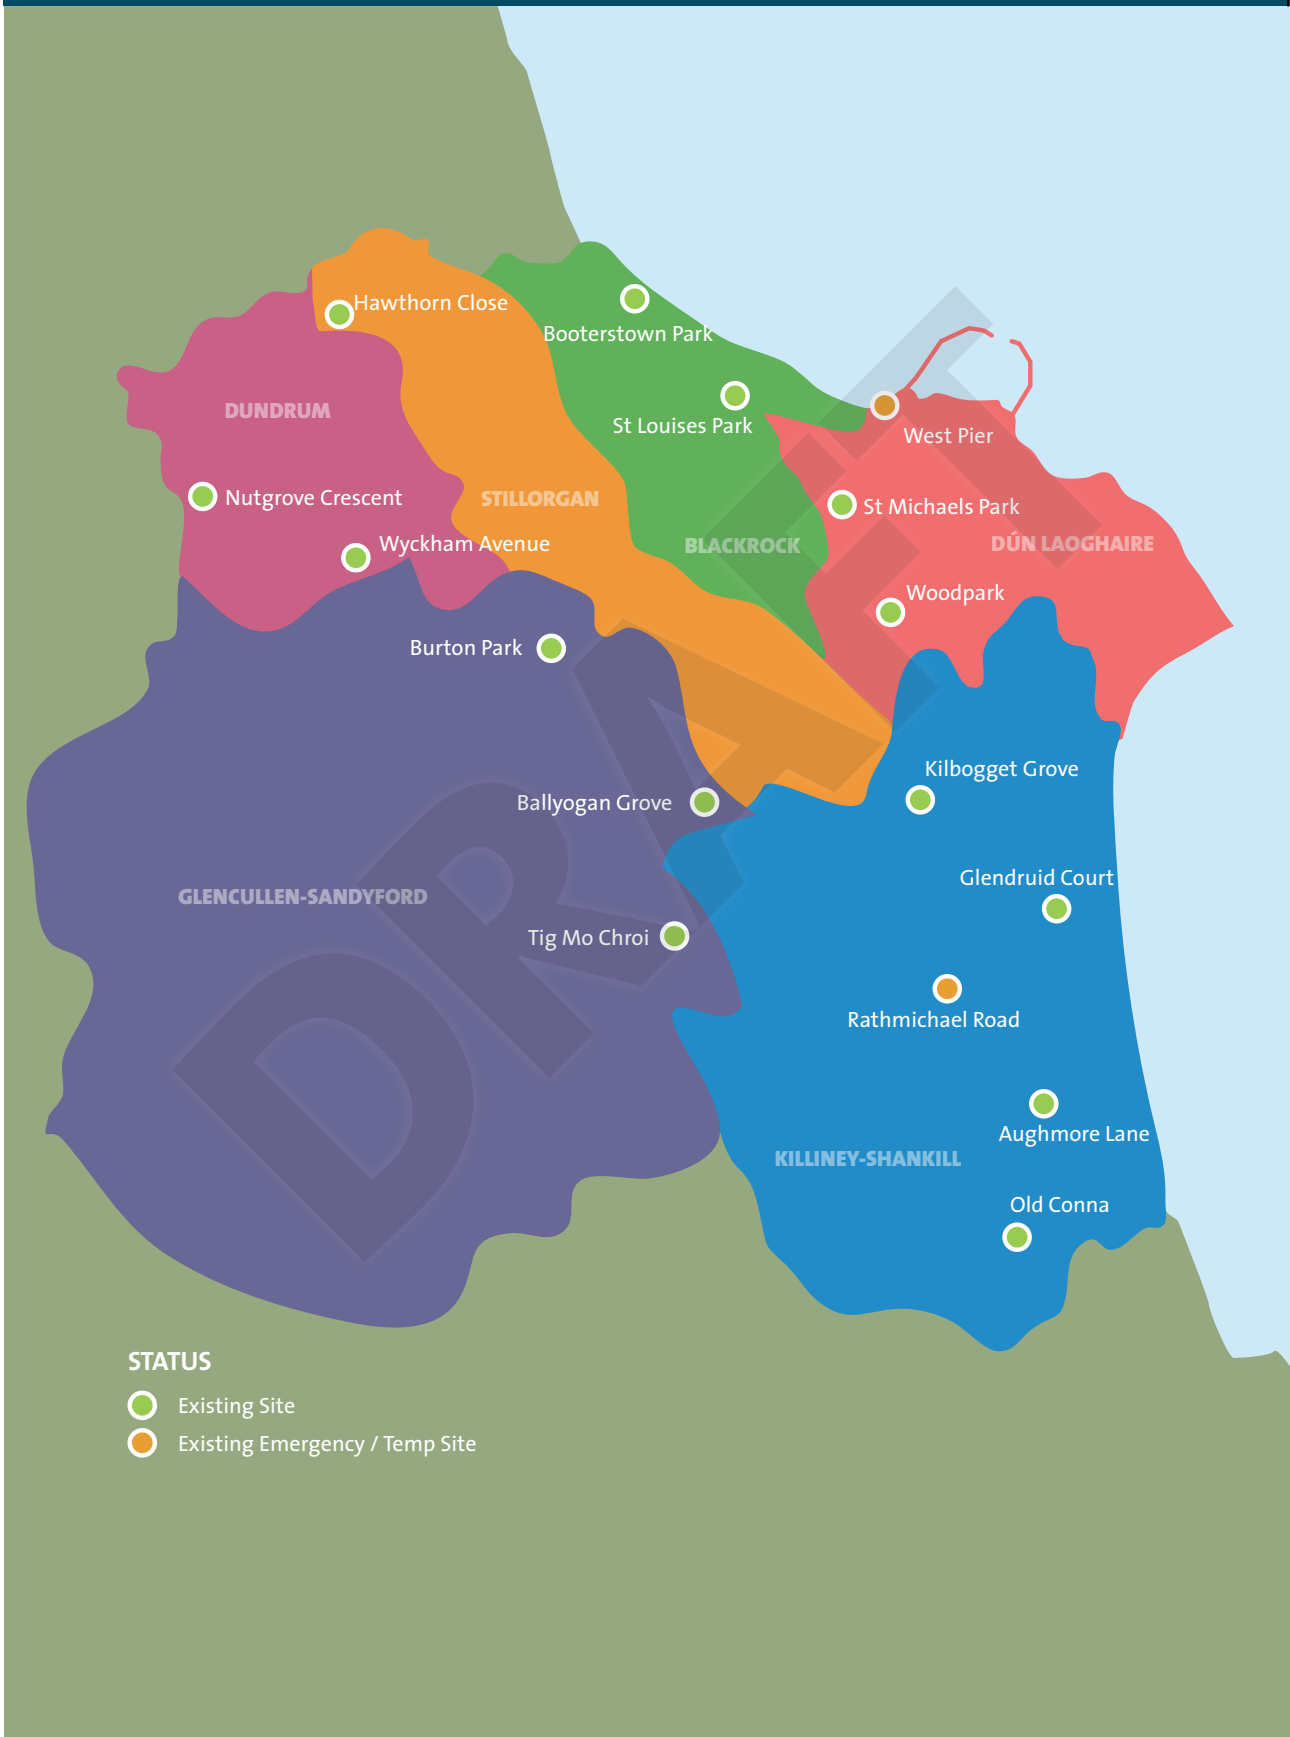 Hawthorn Close
Booterstown Park
St Louises Park
DUNDRUM
West Pier
Nutgrove Crescent
STILLORGAN
St Michaels Park
Wyckham Avenue
BLACKROCK
DÚN LAOGHAIRE
Woodpark
Burton Park
Kilbogget Grove
Ballyogan Grove
Glendruid Court
GLENCULLEN-SANDYFORD
Tig Mo Chroi
Rathmichael Road
Aughmore Lane
KILLINEY-SHANKILL
Old Conna
DRAFT
STATUS
Existing Site
Existing Emergency / Temp Site